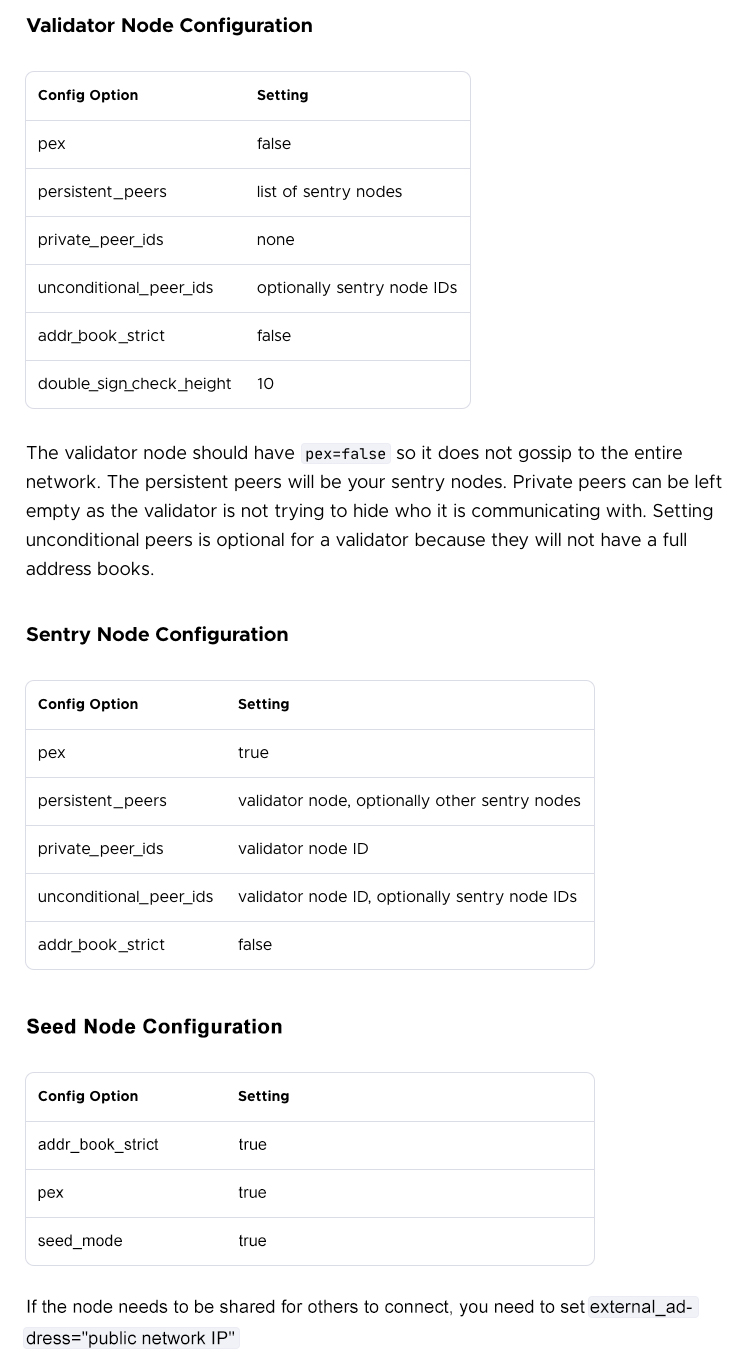 Validator Node Configuration
Config Option Setting
pex false
persistent_peers list of sentry nodes
private_peer_ids none
unconditional_peer_ids optionally sentry node IDs
addr_book_strict false
double_sign_check_height 10
The validator node should have pex=false so it does not gossip to the entire
network. The persistent peers will be your sentry nodes. Private peers can be left
empty as the validator is not trying to hide who it is communicating with. Setting
unconditional peers is optional for a validator because they will not have a full
address books.
Sentry Node Configuration
Config Option Setting
pex true
persistent_peers validator node, optionally other sentry nodes
private_peer_ids validator node ID
unconditional_peer_ids validator node ID, optionally sentry node IDs
addr_book_strict false
Seed Node Configuration
Config Option Setting
addr_book_strict true
pex true
seed_mode true
If the node needs to be shared for others to connect, you need to set external_ad-
dress="public network IP"